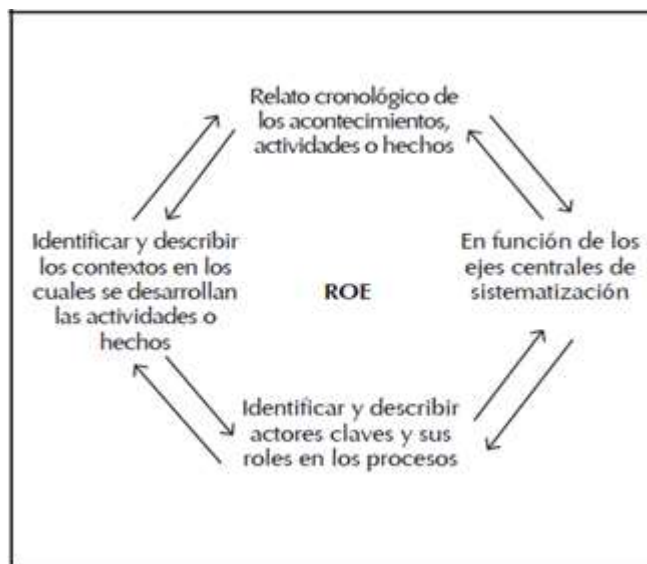 Relato cronológico de
los acontecimientos,
actividades o hechos
Identificar y describir
los contextos en los
cuales se desarrollan
las actividades o
hechos
ROE
En función de los
ejes centrales de
sistematización
Identificar y describir
actores claves y sus
roles en los procesos